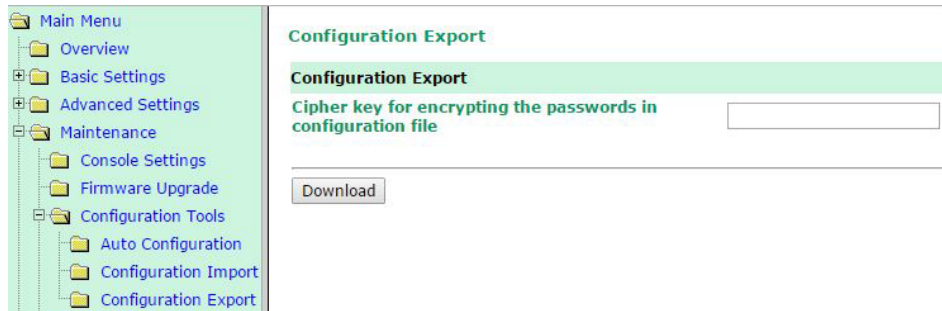 Main Menu
Overview
Basic Settings
Advanced Settings
Maintenance
Console Settings
Firmware Upgrade
Configuration Tools
Auto Configuration
Configuration Import
Configuration Export
Configuration Export
Configuration Export
Cipher key for encrypting the passwords in
configuration file
Download